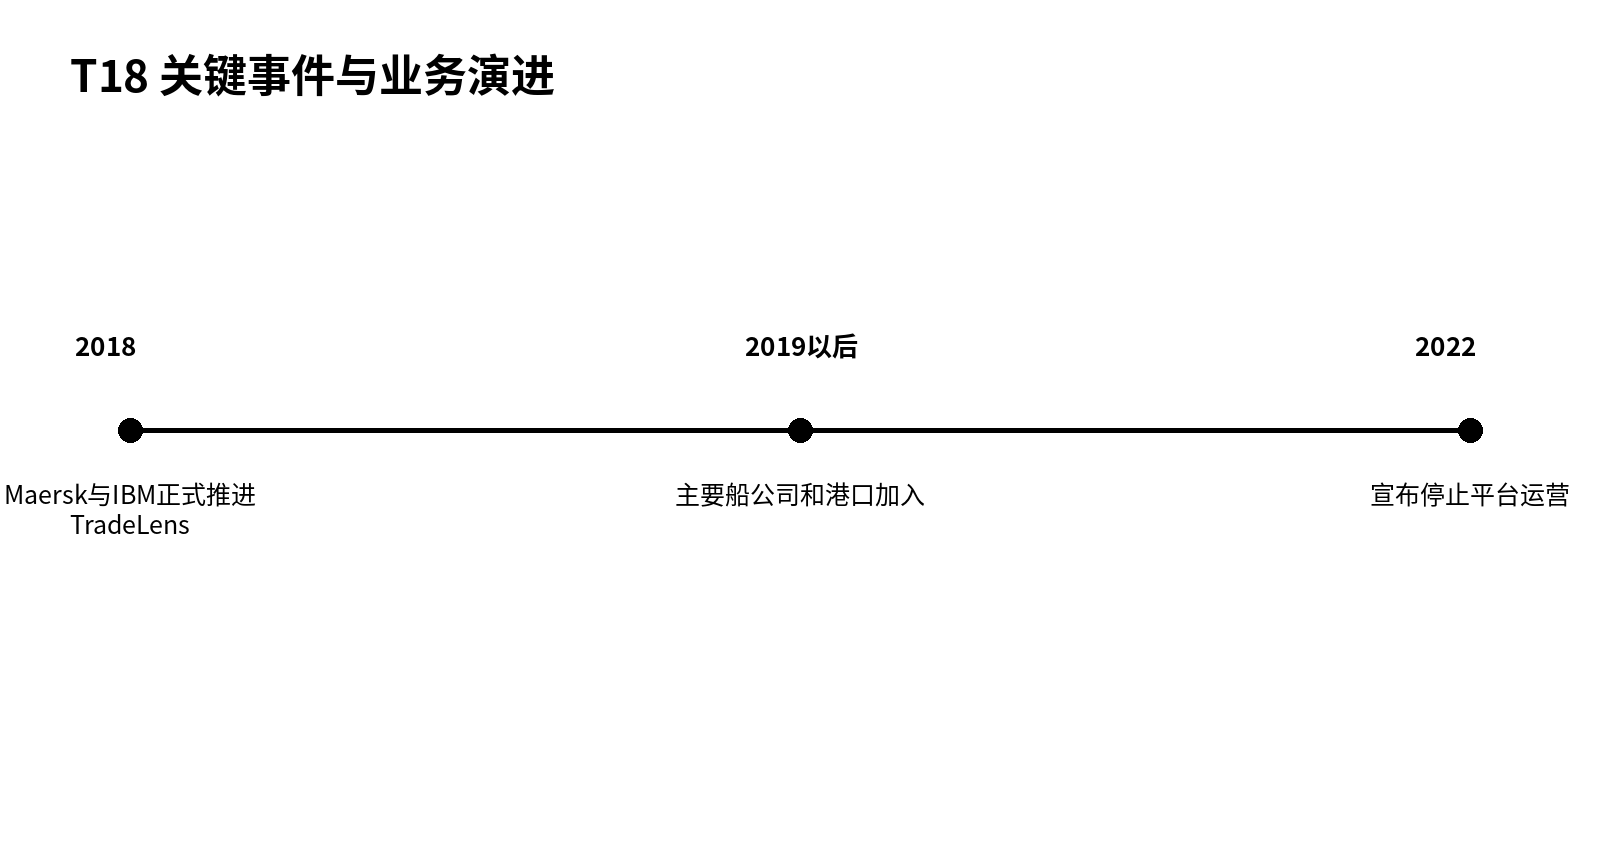 T18 关键事件与业务演进
2018
2019以后
2022
Maersk与IBM正式推进
TradeLens
主要船公司和港口加入
宣布停止平台运营